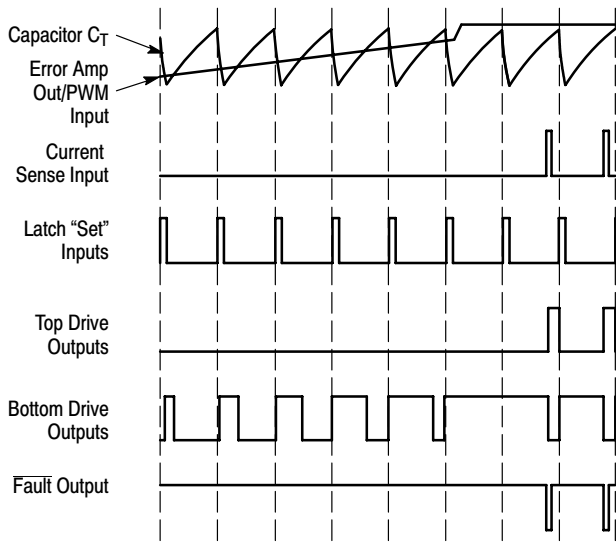 Capacitor CT
Error Amp
Out/PWM
Input
Current
Sense Input
Latch “Set”
Inputs
Top Drive
Outputs
Bottom Drive
Outputs
Fault Output